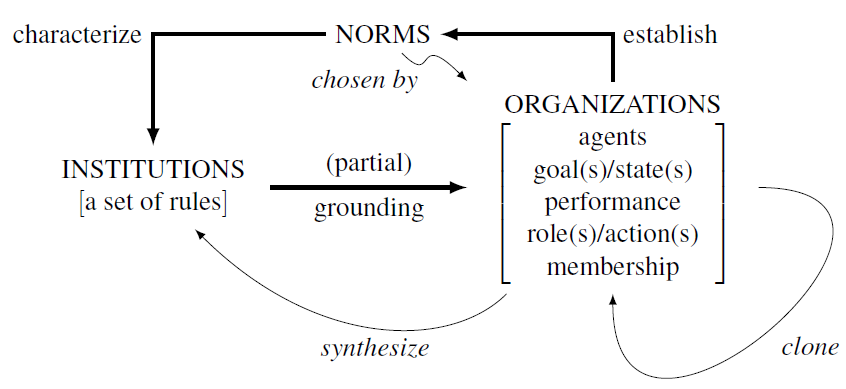 characterize
NORMS
establish
chosen by
ORGANIZATIONS
agents
goal(s)/state(s)
performance
role(s)/action(s)
membership
INSTITUTIONS
[a set of rules]
(partial)
grounding
synthesize
clone